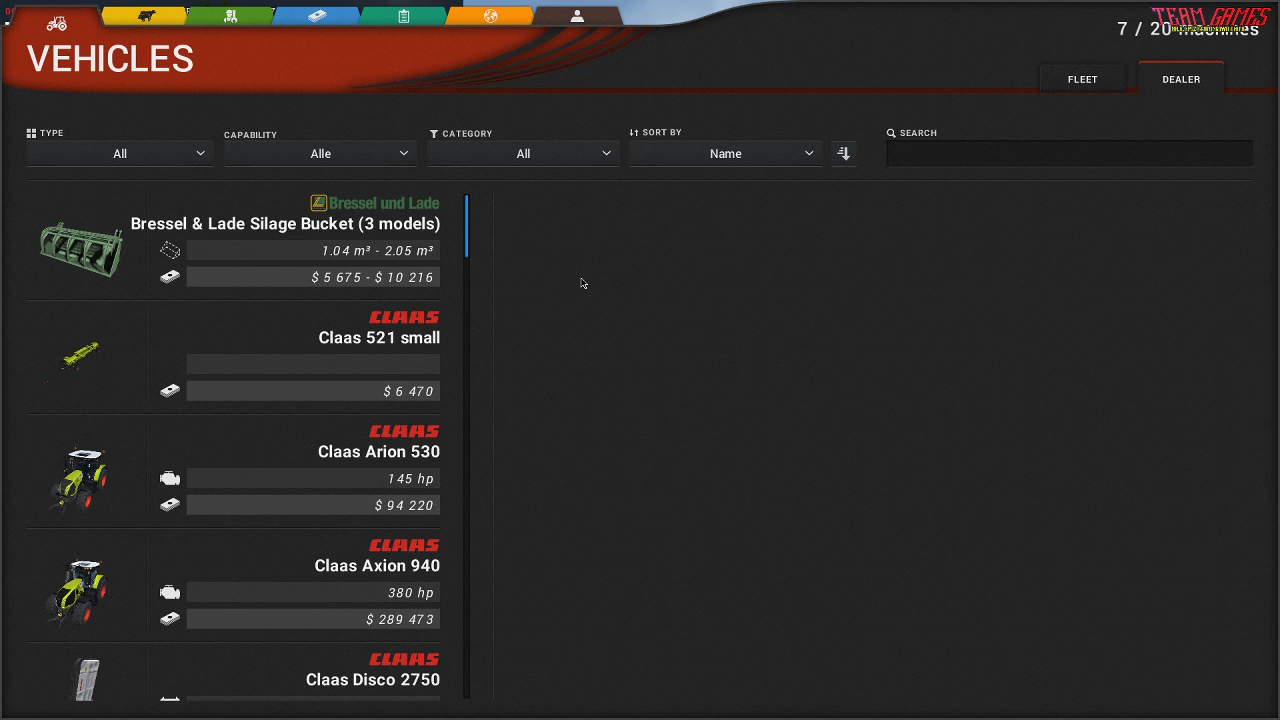 VEHICLES
7 / 20 machines
TEAM GAMES
FLEET
DEALER
TYPE
All
CAPABILITY
Alle
CATEGORY
All
SORT BY
Name
SEARCH
Bressel und Lade
Bressel & Lade Silage Bucket (3 models)
1.04 m³ - 2.05 m³
$ 5 675 - $ 10 216
CLAAS
Claas 521 small
$ 6 470
CLAAS
Claas Arion 530
145 hp
$ 94 220
CLAAS
Claas Axion 940
380 hp
$ 289 473
CLAAS
Claas Disco 2750